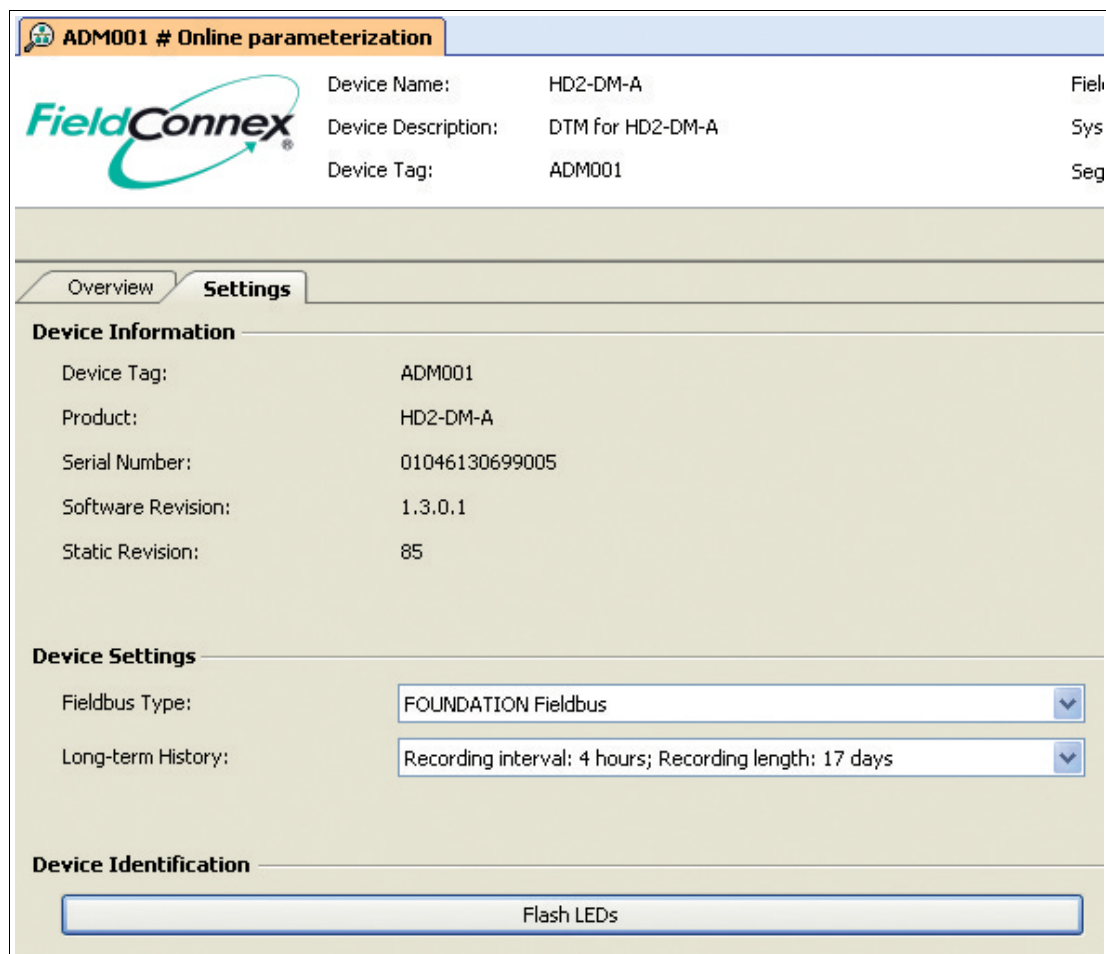 ADM001 # Online parameterization
FieldConnex®
Device Name: HD2-DM-A Fiel
Device Description: DTM for HD2-DM-A Sys
Device Tag: ADM001 Seg
Overview Settings
Device Information
Device Tag: ADM001
Product: HD2-DM-A
Serial Number: 01046130699005
Software Revision: 1.3.0.1
Static Revision: 85
Device Settings
Fieldbus Type: FOUNDATION Fieldbus
Long-term History: Recording interval: 4 hours; Recording length: 17 days
Device Identification
Flash LEDs